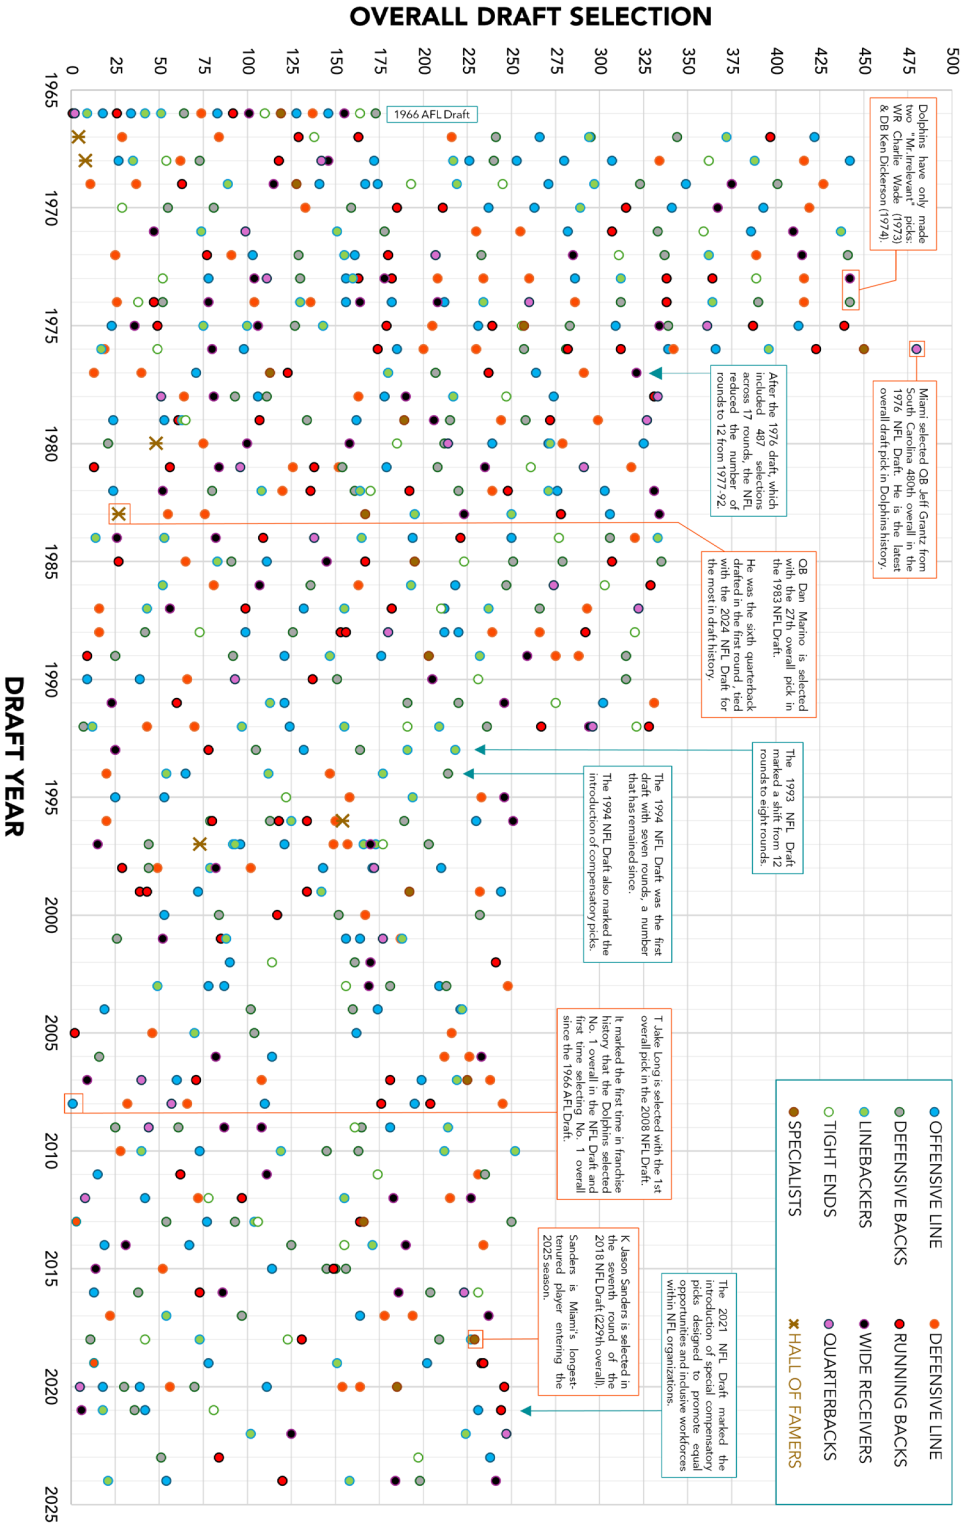 OVERALL DRAFT SELECTION
0
25
50
75
100
125
150
175
200
225
250
275
300
325
350
375
400
425
450
475
500
DRAFT YEAR
1965
1970
1975
1980
1985
1990
1995
2000
2005
2010
2015
2020
2025
1966 AFL Draft
Dolphins have only made
two "Mr.Irrelevant" picks:
WR Charlie Wade (1973)
& DB Ken Dickerson (1974).
Miami selected QB Jeff Grantz from
South Carolina 480th overall in the
1976 NFL Draft. He is the latest
overall draft pick in Dolphins history.
After the 1976 draft, which
included 487 selections
across 17 rounds, the NFL
reduced the number of
rounds to 12 from 1977-92.
QB Dan Marino is selected
with the 27th overall pick in
the 1983 NFL Draft.
He was the sixth quarterback
drafted in the first round , tied
with the 2024 NFL Draft for
the most in draft history.
The 1993 NFL Draft
marked a shift from 12
rounds to eight rounds.
The 1994 NFL Draft was the first
draft with seven rounds, a number
that has remained since.
The 1994 NFL Draft also marked the
introduction of compensatory picks.
T Jake Long is selected with the 1st
overall pick in the 2008 NFL Draft.
It marked the first time in franchise
history that the Dolphins selected
No. 1 overall in the NFL Draft and
first time selecting No. 1 overall
since the 1966 AFL Draft.
K Jason Sanders is selected in
the seventh round of the
2018 NFL Draft (229th overall).
Sanders is Miami's longest-
tenured player entering the
2025 season.
The 2021 NFL Draft marked the
introduction of special compensatory
picks designed to promote equal
opportunities and inclusive workforces
within NFL organizations.
OFFENSIVE LINE
DEFENSIVE LINE
DEFENSIVE BACKS
RUNNING BACKS
LINEBACKERS
WIDE RECEIVERS
TIGHT ENDS
QUARTERBACKS
SPECIALISTS
HALL OF FAMERS